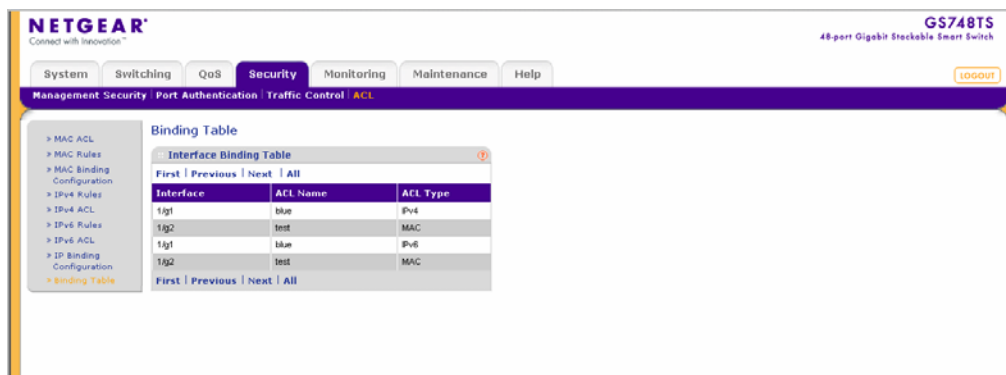 NETGEAR®
Connect with Innovation™
GS748TS
48-port Gigabit Stackable Smart Switch
System Switching QoS Security Monitoring Maintenance Help
LOGOUT
Management Security Port Authentication Traffic Control ACL
» MAC ACL
» MAC Rules
» MAC Binding
Configuration
» IPv4 Rules
» IPv4 ACL
» IPv6 Rules
» IPv6 ACL
» IP Binding
Configuration
» Binding Table
Binding Table
Interface Binding Table ?
First Previous Next All
Interface ACL Name ACL Type
1/g1 blue IPv4
1/g2 test MAC
1/g1 blue IPv6
1/g2 test MAC
First Previous Next All